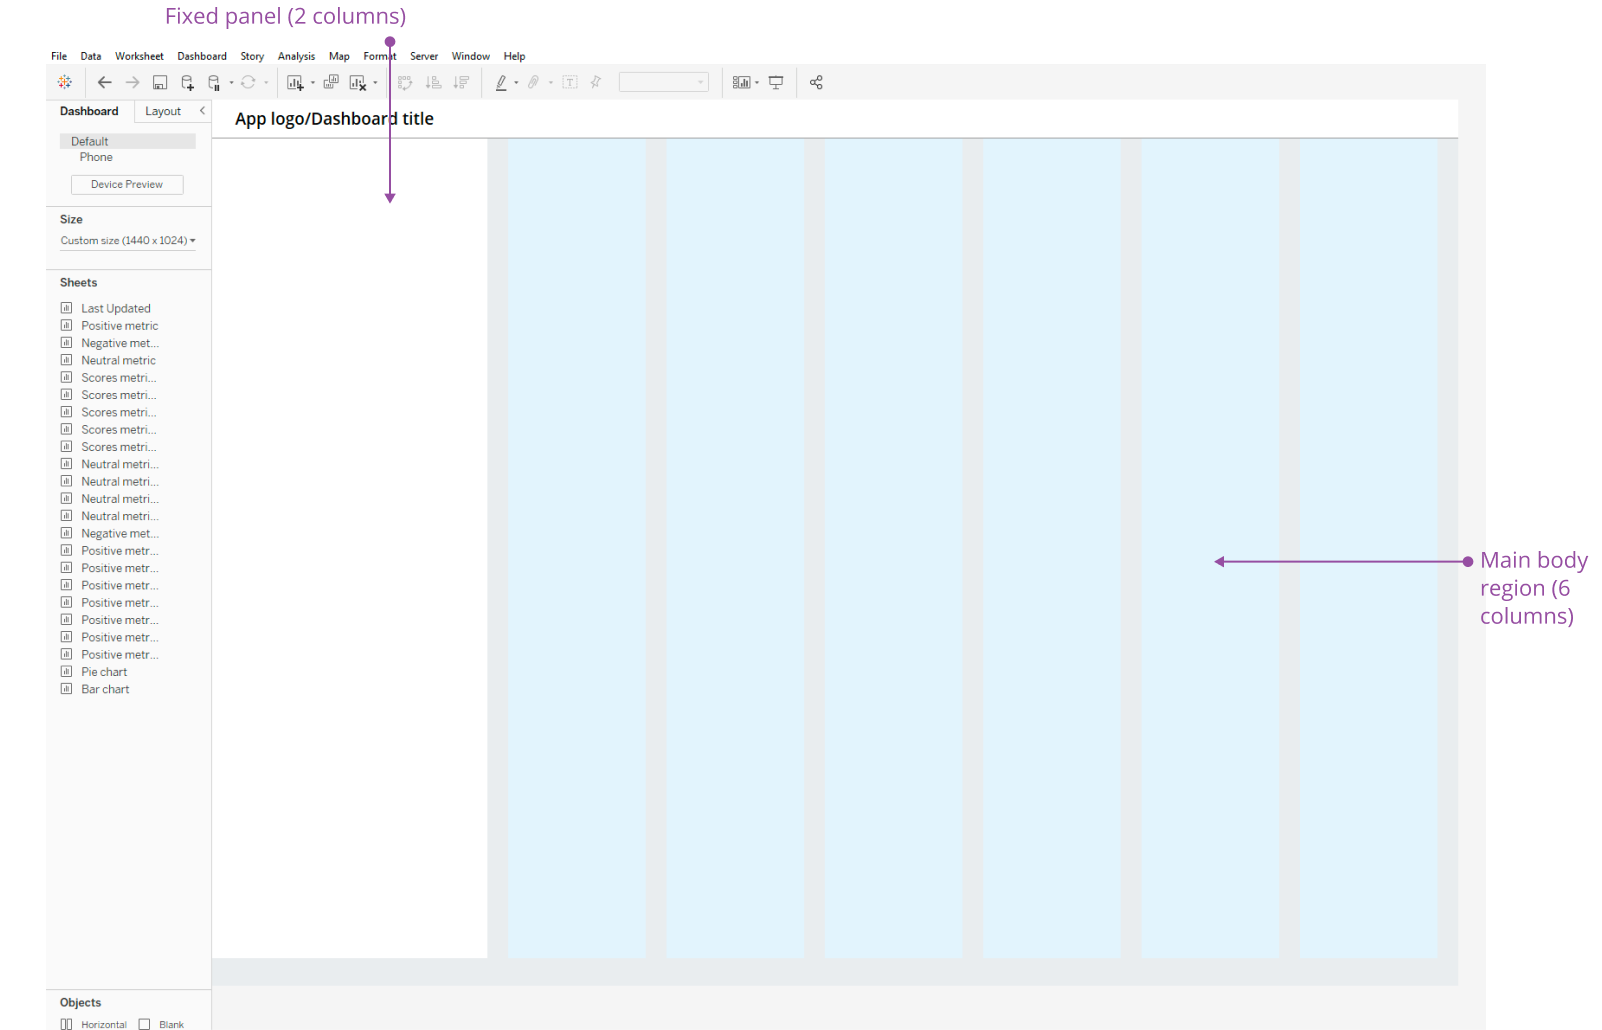 Fixed panel (2 columns)
File Data Worksheet Dashboard Story Analysis Map Format Server Window Help
Dashboard Layout
App logo/Dashboard title
Default
Phone
Device Preview
Size
Custom size (1440 x 1024)
Sheets
Last Updated
Positive metric
Negative met...
Neutral metric
Scores metri...
Scores metri...
Scores metri...
Scores metri...
Scores metri...
Neutral metri...
Neutral metri...
Neutral metri...
Neutral metri...
Negative met...
Positive metr...
Positive metr...
Positive metr...
Positive metr...
Positive metr...
Positive metr...
Positive metr...
Pie chart
Bar chart
Main body
region (6
columns)
Objects
Horizontal Blank